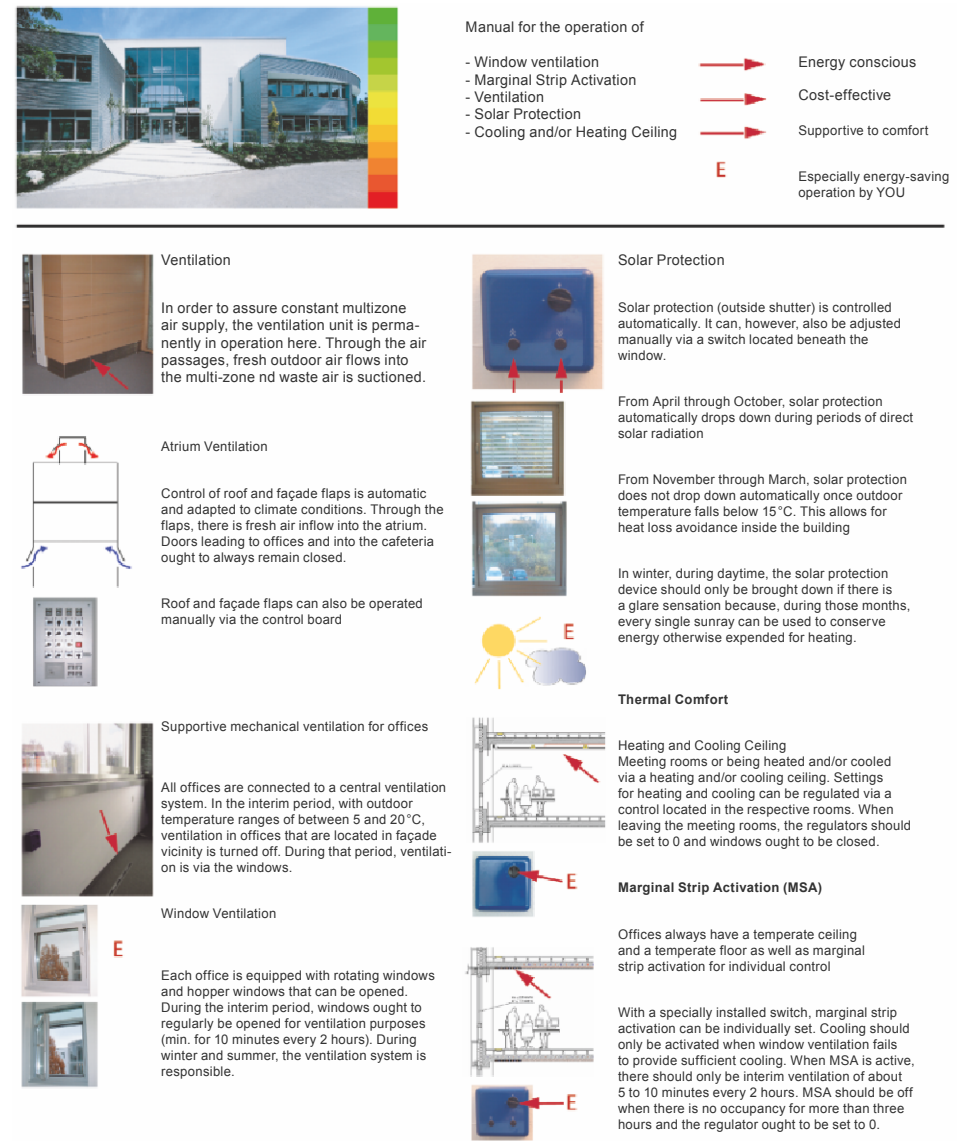 Manual for the operation of
- Window ventilation
- Marginal Strip Activation
- Ventilation
- Solar Protection
- Cooling and/or Heating Ceiling
Energy conscious
Cost-effective
Supportive to comfort
E
Especially energy-saving
operation by YOU
Ventilation
In order to assure constant multizone
air supply, the ventilation unit is perma-
nently in operation here. Through the air
passages, fresh outdoor air flows into
the multi-zone nd waste air is suctioned.
Atrium Ventilation
Control of roof and façade flaps is automatic
and adapted to climate conditions. Through the
flaps, there is fresh air inflow into the atrium.
Doors leading to offices and into the cafeteria
ought to always remain closed.
Roof and façade flaps can also be operated
manually via the control board
Supportive mechanical ventilation for offices
All offices are connected to a central ventilation
system. In the interim period, with outdoor
temperature ranges of between 5 and 20°C,
ventilation in offices that are located in façade
vicinity is turned off. During that period, ventilati-
on is via the windows.
Window Ventilation
E
Each office is equipped with rotating windows
and hopper windows that can be opened.
During the interim period, windows ought to
regularly be opened for ventilation purposes
(min. for 10 minutes every 2 hours). During
winter and summer, the ventilation system is
responsible.
Solar Protection
Solar protection (outside shutter) is controlled
automatically. It can, however, also be adjusted
manually via a switch located beneath the
window.
From April through October, solar protection
automatically drops down during periods of direct
solar radiation
From November through March, solar protection
does not drop down automatically once outdoor
temperature falls below 15°C. This allows for
heat loss avoidance inside the building
In winter, during daytime, the solar protection
device should only be brought down if there is
a glare sensation because, during those months,
every single sunray can be used to conserve
energy otherwise expended for heating.
E
Thermal Comfort
Heating and Cooling Ceiling
Meeting rooms or being heated and/or cooled
via a heating and/or cooling ceiling. Settings
for heating and cooling can be regulated via a
control located in the respective rooms. When
leaving the meeting rooms, the regulators should
be set to 0 and windows ought to be closed.
E
Marginal Strip Activation (MSA)
Offices always have a temperate ceiling
and a temperate floor as well as marginal
strip activation for individual control
With a specially installed switch, marginal strip
activation can be individually set. Cooling should
only be activated when window ventilation fails
to provide sufficient cooling. When MSA is active,
there should only be interim ventilation of about
5 to 10 minutes every 2 hours. MSA should be off
when there is no occupancy for more than three
hours and the regulator ought to be set to 0.
E